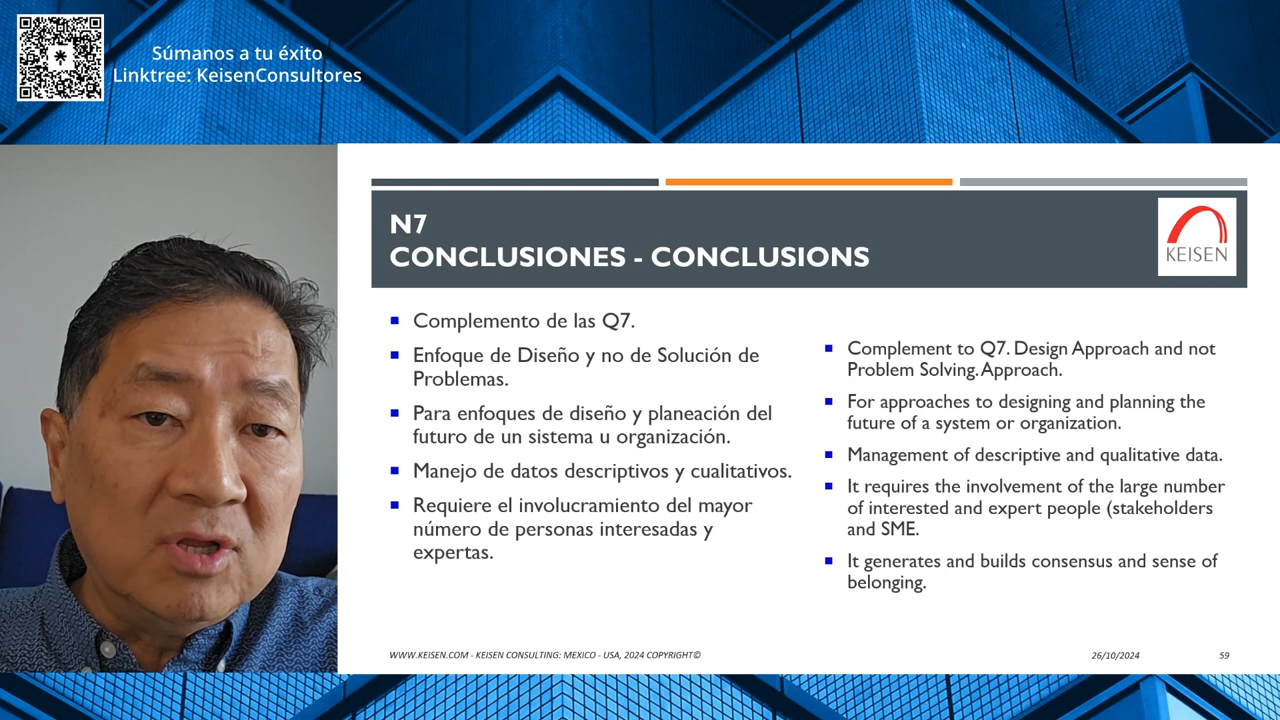 Súmanos a tu éxito
Linktree: KeisenConsultores
N7
CONCLUSIONES - CONCLUSIONS
KEISEN
Complemento de las Q7.
Enfoque de Diseño y no de Solución de
Problemas.
Para enfoques de diseño y planeación del
futuro de un sistema u organización.
Manejo de datos descriptivos y cualitativos.
Requiere el involucramiento del mayor
número de personas interesadas y
expertas.
Complement to Q7. Design Approach and not
Problem Solving. Approach.
For approaches to designing and planning the
future of a system or organization.
Management of descriptive and qualitative data.
It requires the involvement of the large number
of interested and expert people (stakeholders
and SME.
It generates and builds consensus and sense of
belonging.
WWW.KEISEN.COM - KEISEN CONSULTING: MEXICO - USA, 2024 COPYRIGHT©
26/10/2024
59